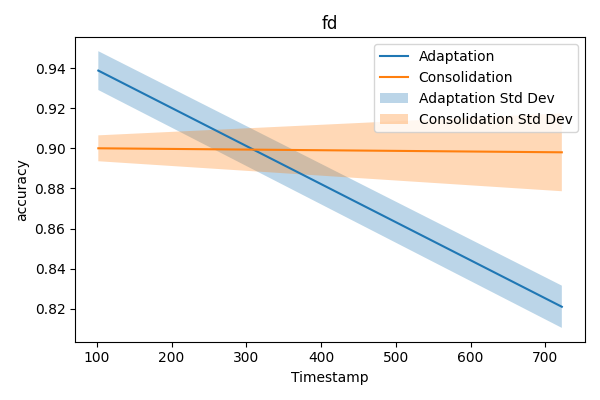 fd
Adaptation
Consolidation
Adaptation Std Dev
Consolidation Std Dev
0.94
0.92
0.90
0.88
0.86
0.84
0.82
accuracy
100 200 300 400 500 600 700
Timestamp